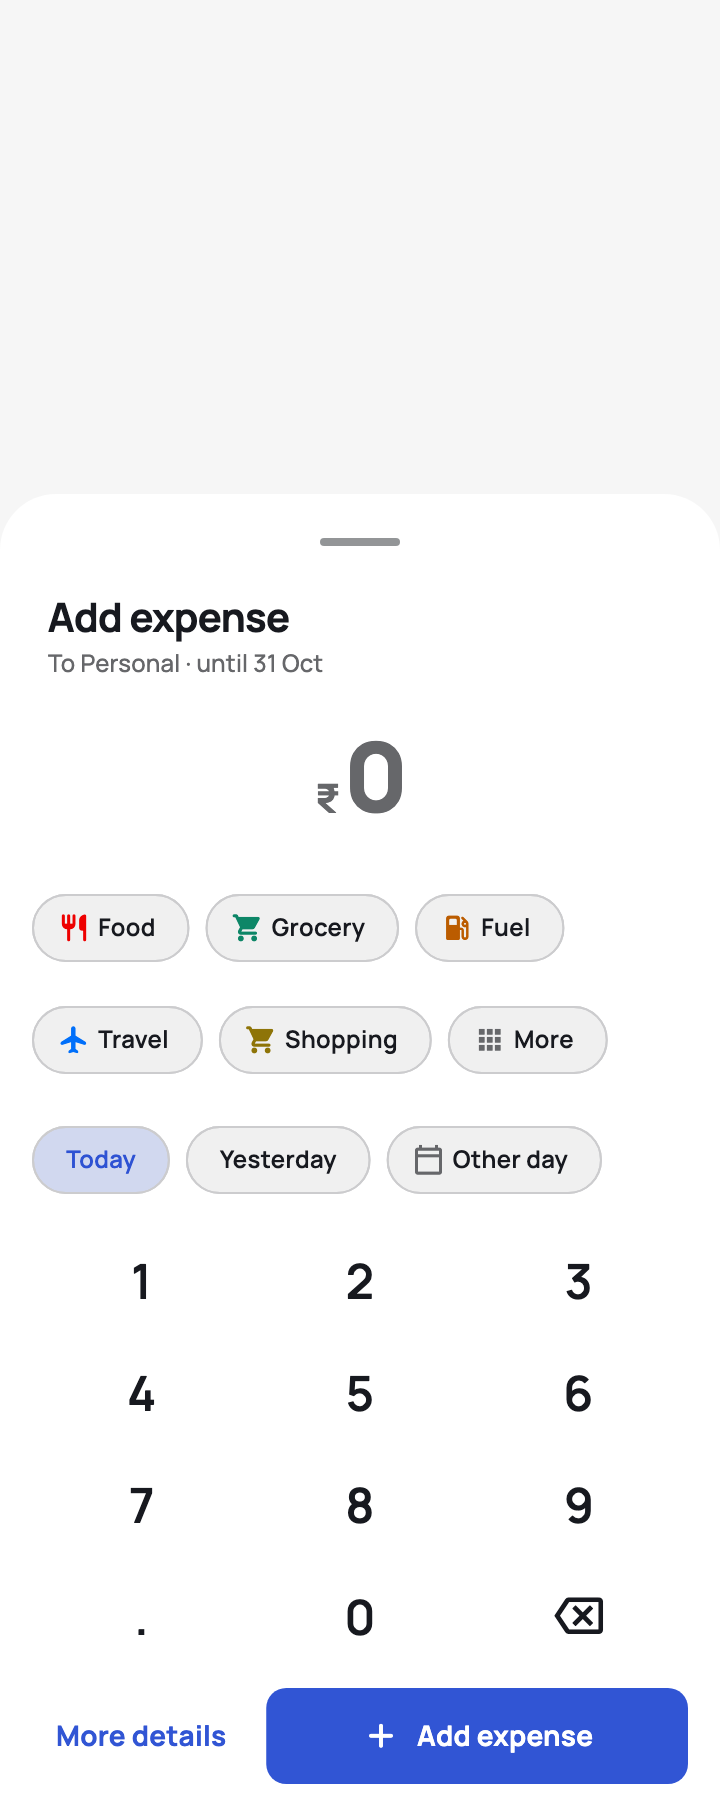 Add expense
To Personal · until 31 Oct
₹0
Food Grocery Fuel
Travel Shopping More
Today Yesterday Other day
1 2 3
4 5 6
7 8 9
. 0
More details + Add expense